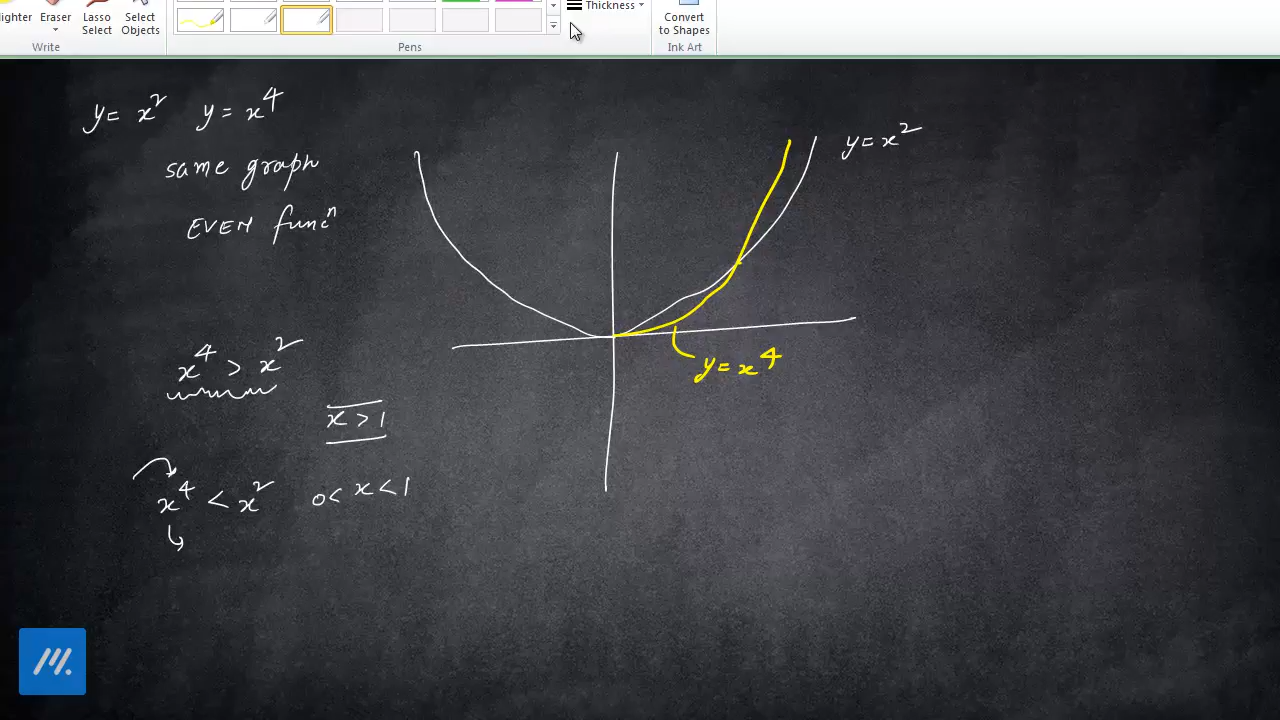 lighter Eraser Lasso Select Select Objects
Thickness
Convert to Shapes
Write Pens Ink Art
y = x² y = x⁴
same graph
EVEN funcⁿ
y = x²
x⁴ > x²
y = x⁴
x > 1
x⁴ < x² 0 < x < 1